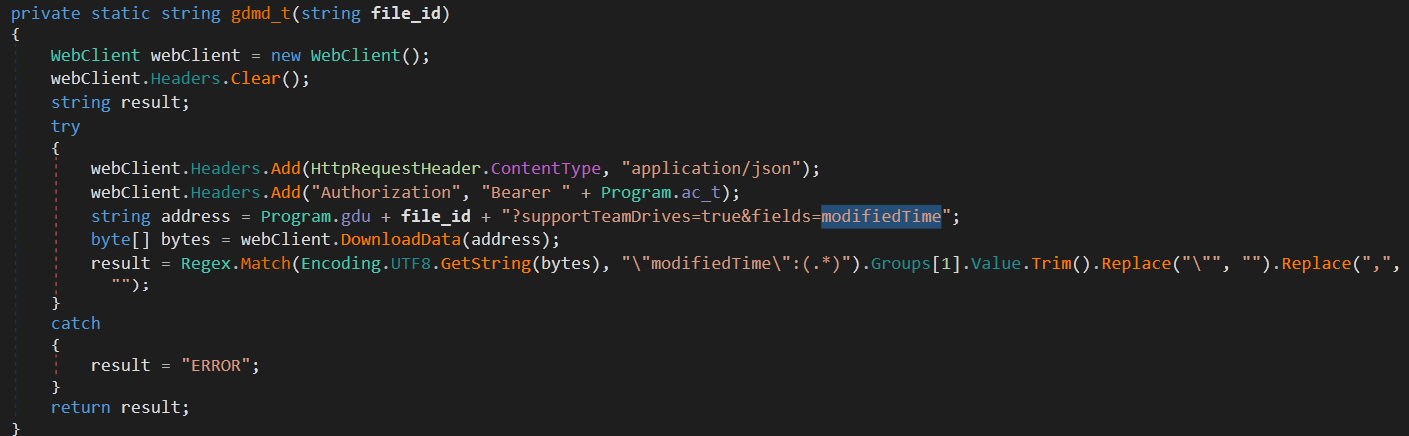 private static string gdmd_t(string file_id)
{
WebClient webClient = new WebClient();
webClient.Headers.Clear();
string result;
try
{
webClient.Headers.Add(HttpRequestHeader.ContentType, "application/json");
webClient.Headers.Add("Authorization", "Bearer " + Program.ac_t);
string address = Program.gdu + file_id + "?supportTeamDrives=true&fields=modifiedTime";
byte[] bytes = webClient.DownloadData(address);
result = Regex.Match(Encoding.UTF8.GetString(bytes), "\"modifiedTime\":(.*)").Groups[1].Value.Trim().Replace("\"", "").Replace(",",
"");
}
catch
{
result = "ERROR";
}
return result;
}